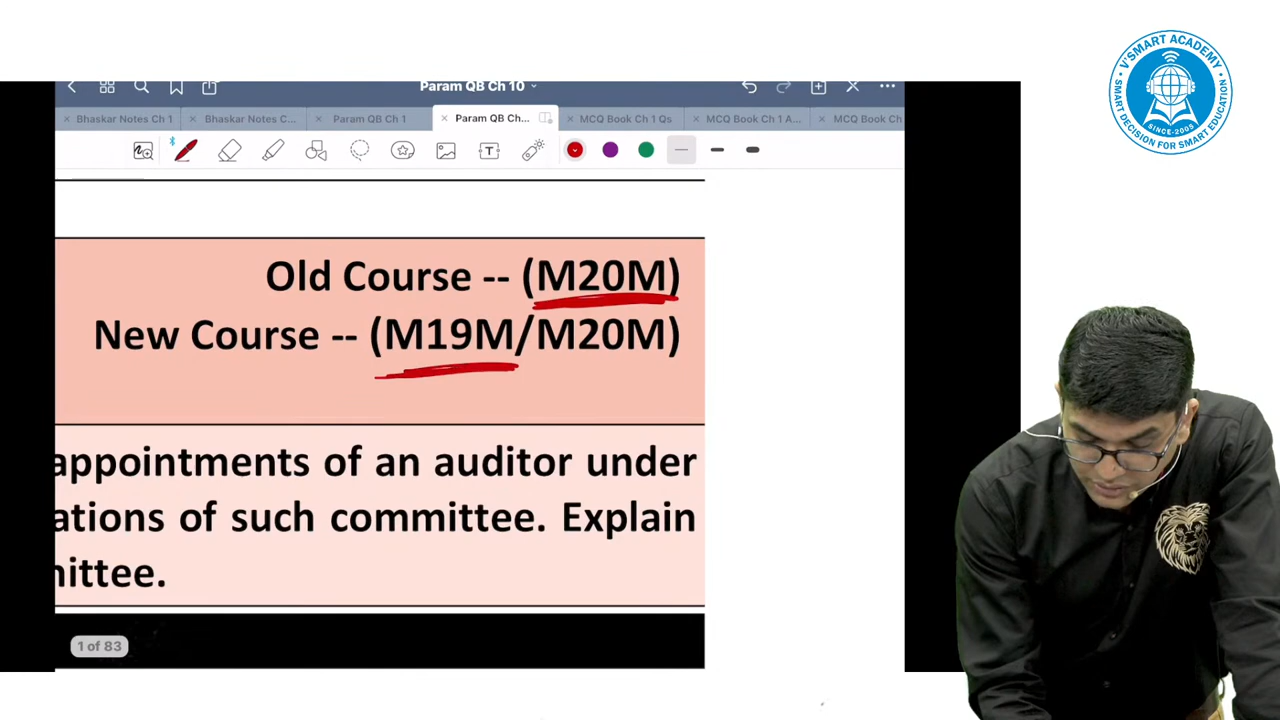 V'SMART ACADEMY
SMART DECISION FOR SMART EDUCATION
SINCE-2005
Param QB Ch 10
Bhaskar Notes Ch 1
Bhaskar Notes C...
Param QB Ch 1
Param QB Ch...
MCQ Book Ch 1 Qs
MCQ Book Ch 1 A...
MCQ Book Ch
Old Course -- (M20M)
New Course -- (M19M/M20M)
appointments of an auditor under
ations of such committee. Explain
mittee.
1 of 83